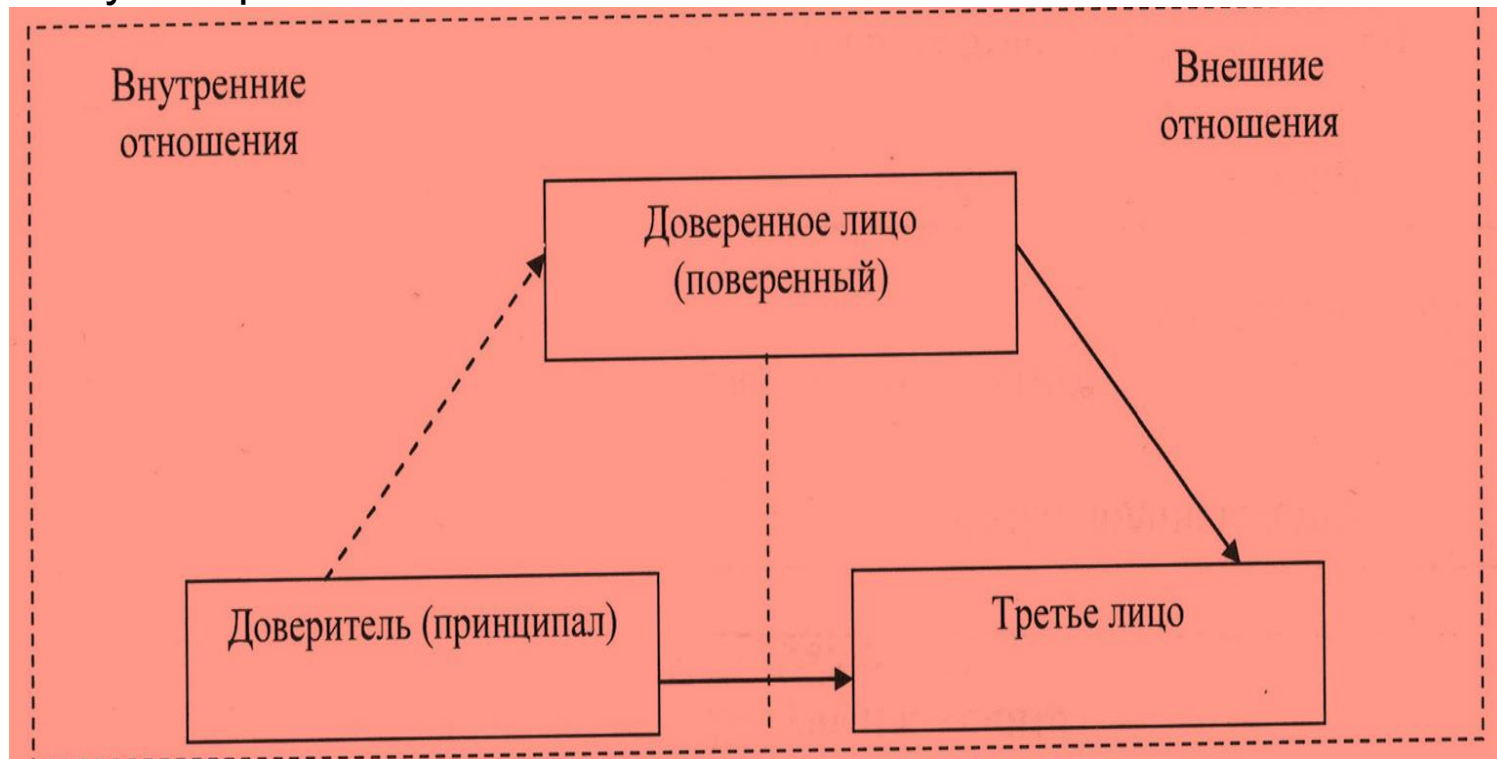 Внутренние
отношения
Внешние
отношения
Доверенное лицо
(поверенный)
Доверитель (принципал)
Третье лицо